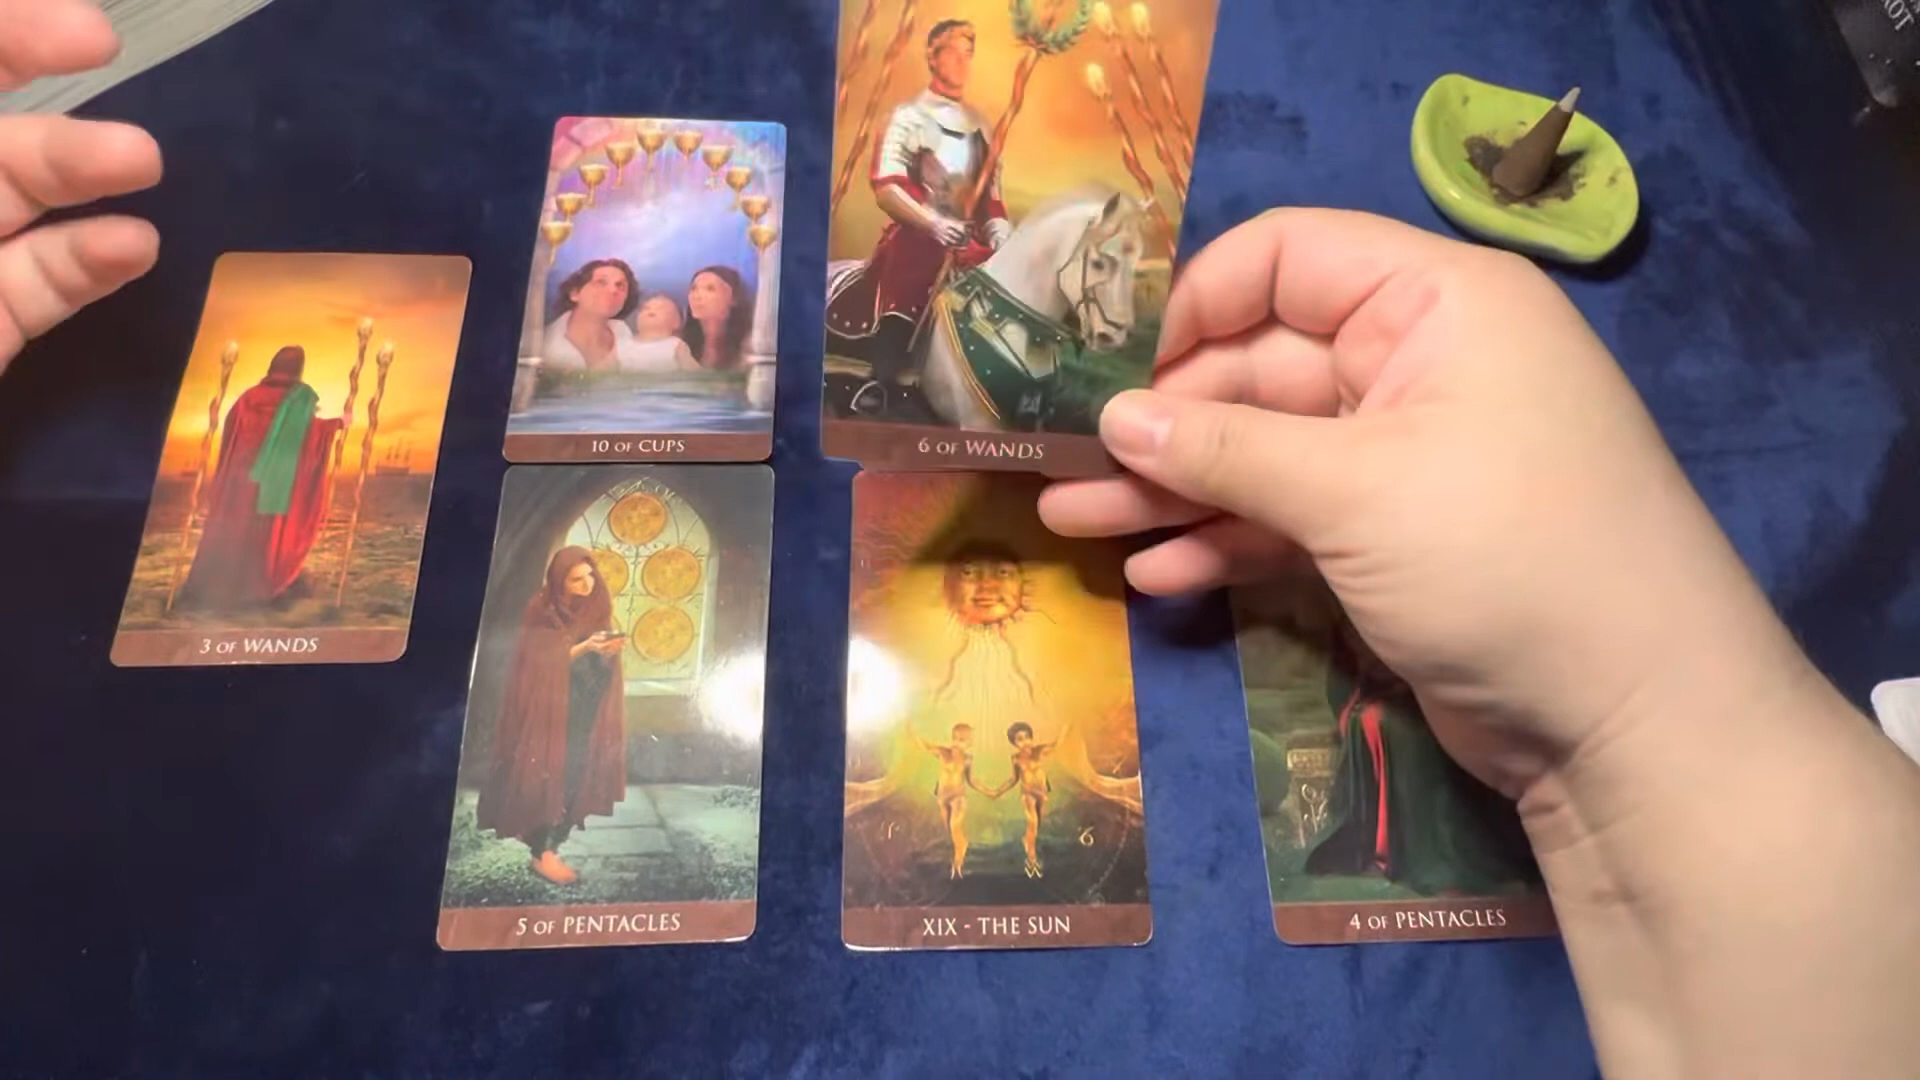 10 OF CUPS
6 OF WANDS
3 OF WANDS
5 OF PENTACLES
XIX - THE SUN
4 OF PENTACLES